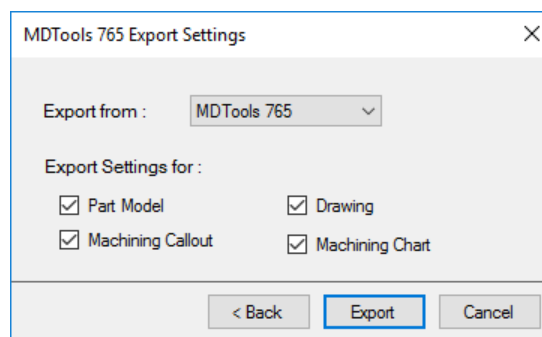 MDTools 765 Export Settings
Export from : MDTools 765
Export Settings for :
Part Model Drawing
Machining Callout Machining Chart
< Back Export Cancel